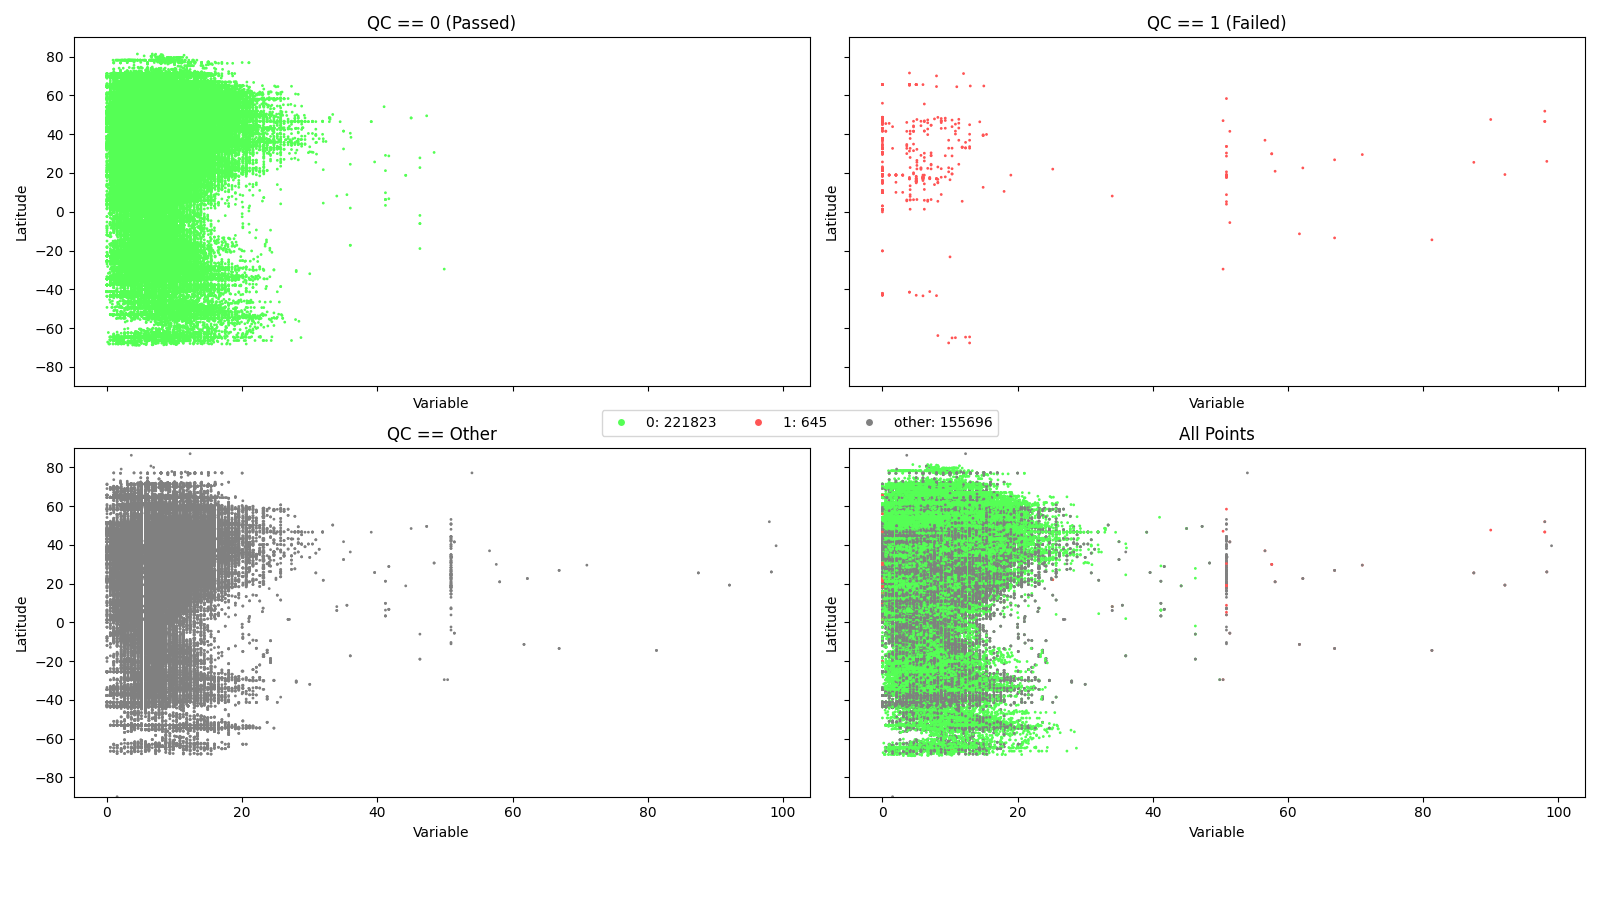 QC == 0 (Passed)
QC == 1 (Failed)
80
60
40
20
0
−20
−40
−60
−80
Latitude
Latitude
Variable
Variable
0: 221823
1: 645
other: 155696
QC == Other
All Points
80
60
40
20
0
−20
−40
−60
−80
Latitude
Latitude
0 20 40 60 80 100
0 20 40 60 80 100
Variable
Variable